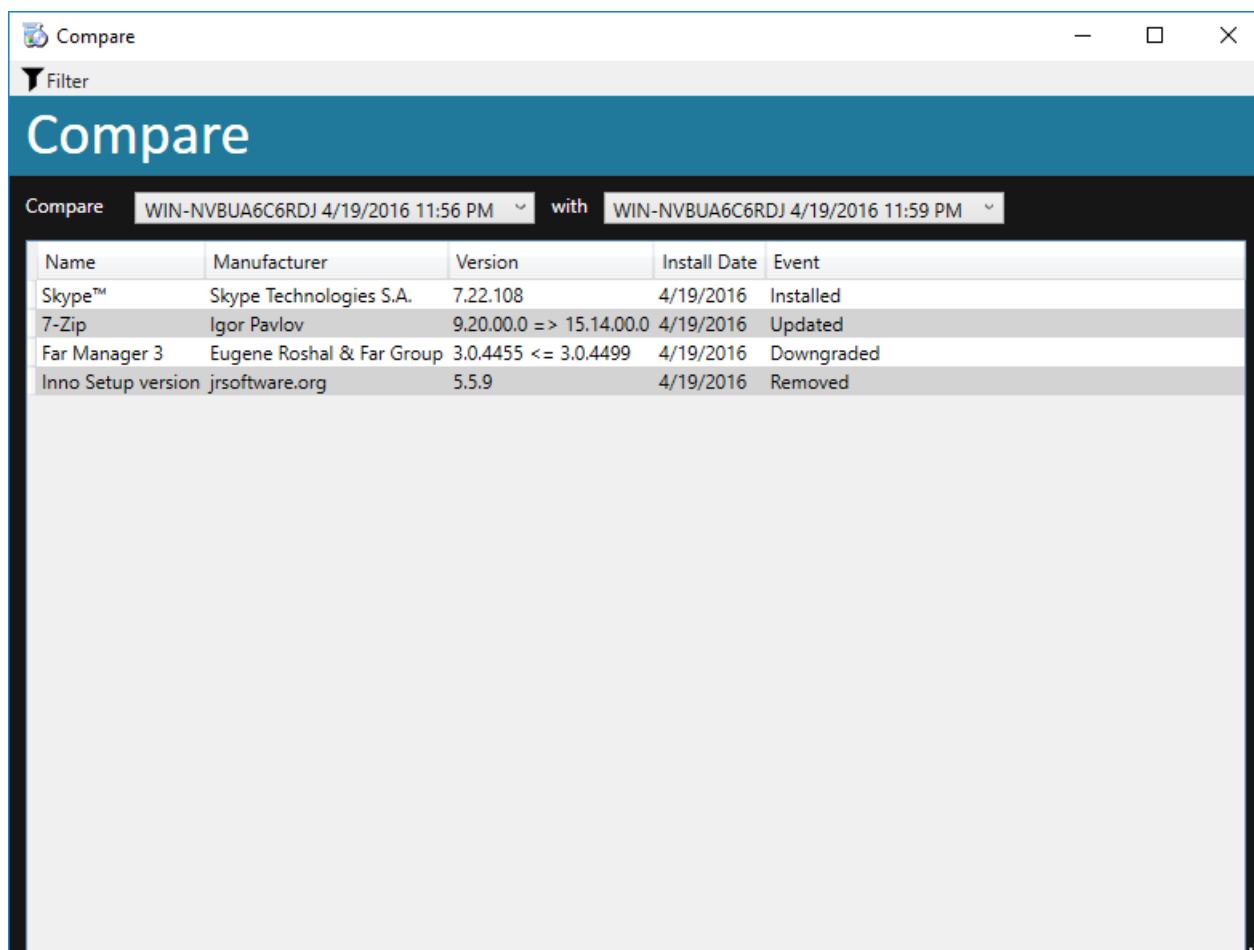 Compare
Filter
Compare
Compare WIN-NVBUA6C6RDJ 4/19/2016 11:56 PM with WIN-NVBUA6C6RDJ 4/19/2016 11:59 PM
Name Manufacturer Version Install Date Event
Skype™ Skype Technologies S.A. 7.22.108 4/19/2016 Installed
7-Zip Igor Pavlov 9.20.00.0 => 15.14.00.0 4/19/2016 Updated
Far Manager 3 Eugene Roshal & Far Group 3.0.4455 <= 3.0.4499 4/19/2016 Downgraded
Inno Setup version jrsoftware.org 5.5.9 4/19/2016 Removed